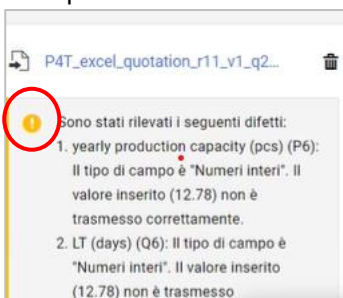 P4T_excel_quotation_r11_v1_q2...
Sono stati rilevati i seguenti difetti:
1. yearly production capacity (pcs) (P6):
Il tipo di campo è "Numeri interi". Il
valore inserito (12.78) non è
trasmesso correttamente.
2. LT (days) (Q6): Il tipo di campo è
"Numeri interi". Il valore inserito
(12.78) non è trasmesso